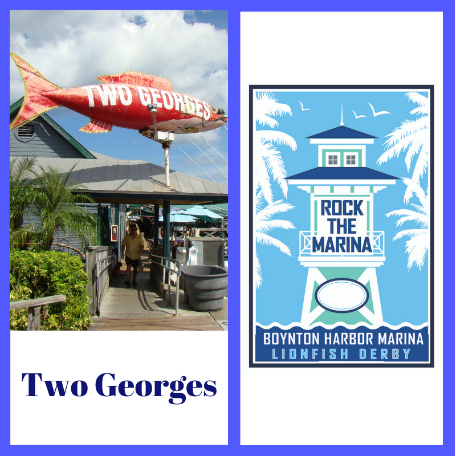 TWO GEORGES
Two Georges
ROCK
THE
MARINA
BOYNTON HARBOR MARINA
LIONFISH DERBY